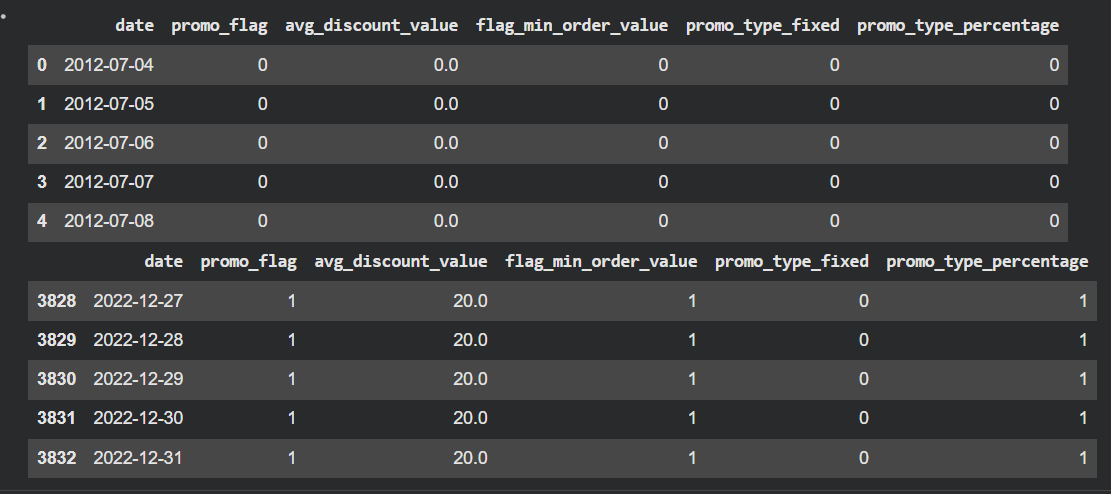 date promo_flag avg_discount_value flag_min_order_value promo_type_fixed promo_type_percentage
0 2012-07-04 0 0.0 0 0 0
1 2012-07-05 0 0.0 0 0 0
2 2012-07-06 0 0.0 0 0 0
3 2012-07-07 0 0.0 0 0 0
4 2012-07-08 0 0.0 0 0 0
date promo_flag avg_discount_value flag_min_order_value promo_type_fixed promo_type_percentage
3828 2022-12-27 1 20.0 1 0 1
3829 2022-12-28 1 20.0 1 0 1
3830 2022-12-29 1 20.0 1 0 1
3831 2022-12-30 1 20.0 1 0 1
3832 2022-12-31 1 20.0 1 0 1